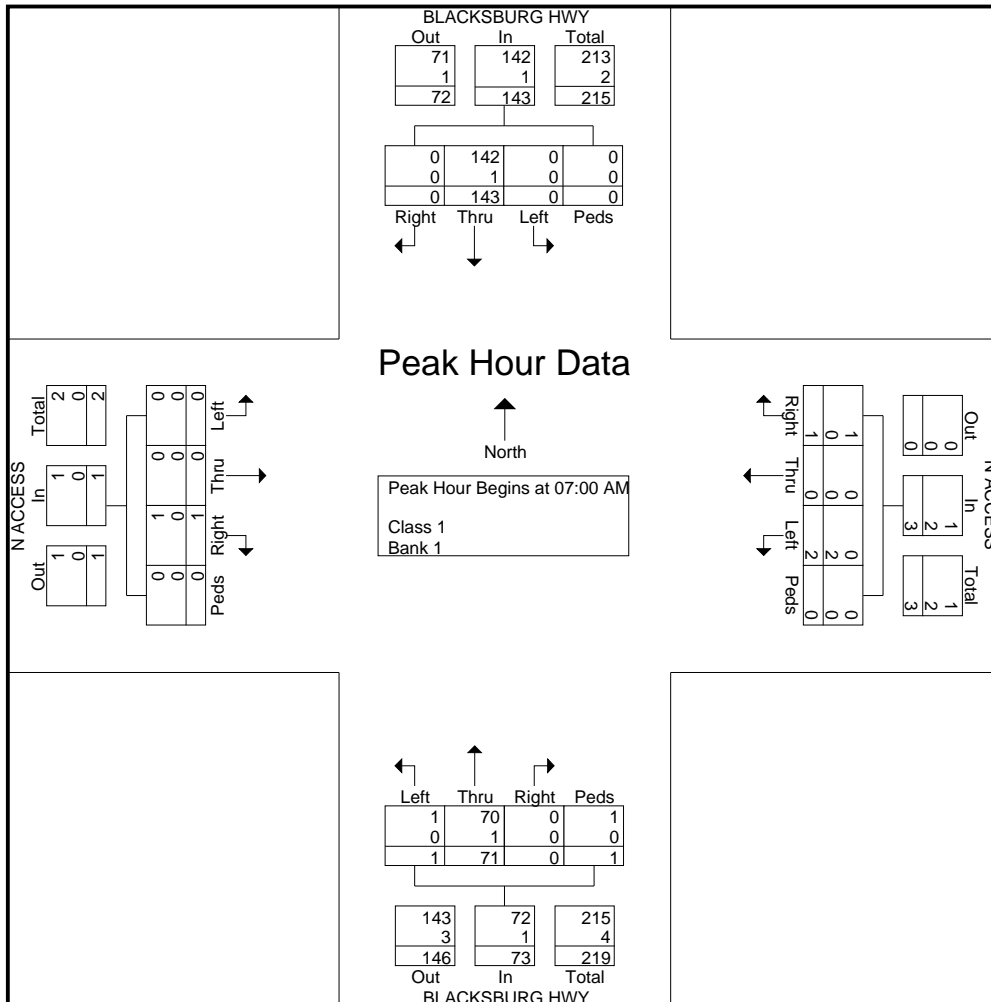 BLACKSBURG HWY
Out In Total
71 142 213
1 1 2
72 143 215
0 142 0 0
0 1 0 0
0 143 0 0
Right Thru Left Peds
Peak Hour Data
North
Peak Hour Begins at 07:00 AM
Class 1
Bank 1
N ACCESS
Out In Total
1 1 2
0 0 0
1 1 2
Left Thru Right Peds
0 0 1 0
0 0 0 0
0 0 1 0
N ACCESS
Out In Total
0 1 1
0 2 2
0 3 3
Right Thru Left Peds
1 0 0 0
0 0 2 0
1 0 2 0
Left Thru Right Peds
1 70 0 1
0 1 0 0
1 71 0 1
143 72 215
3 1 4
146 73 219
Out In Total
BLACKSBURG HWY